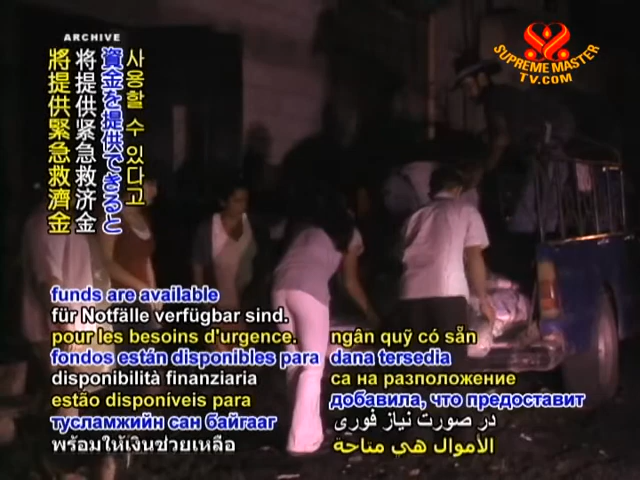 ARCHIVE
SUPREME MASTER
TV.COM
將提供緊急救濟金
将提供紧急救济金
資金を提供できると
사용할 수 있다고
funds are available
für Notfälle verfügbar sind.
pour les besoins d'urgence.
fondos están disponibles para
disponibilità finanziaria
estão disponíveis para
тусламжийн сан байгааг
พร้อมให้เงินช่วยเหลือ
ngân quỹ có sẵn
dana tersedia
са на разположение
добавила, что предоставит
در صورت نیاز فوری
الأموال هي متاحة